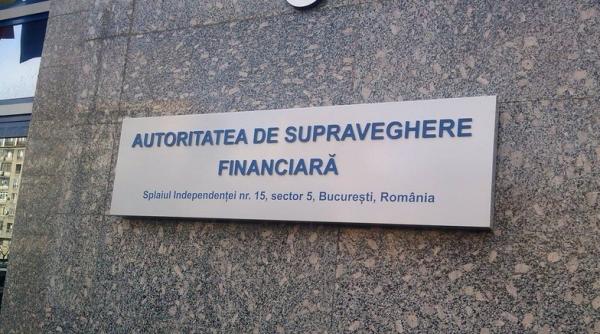 AUTORITATEA DE SUPRAVEGHERE
FINANCIARĂ
Splaiul Independenței nr. 15, sector 5, București, România